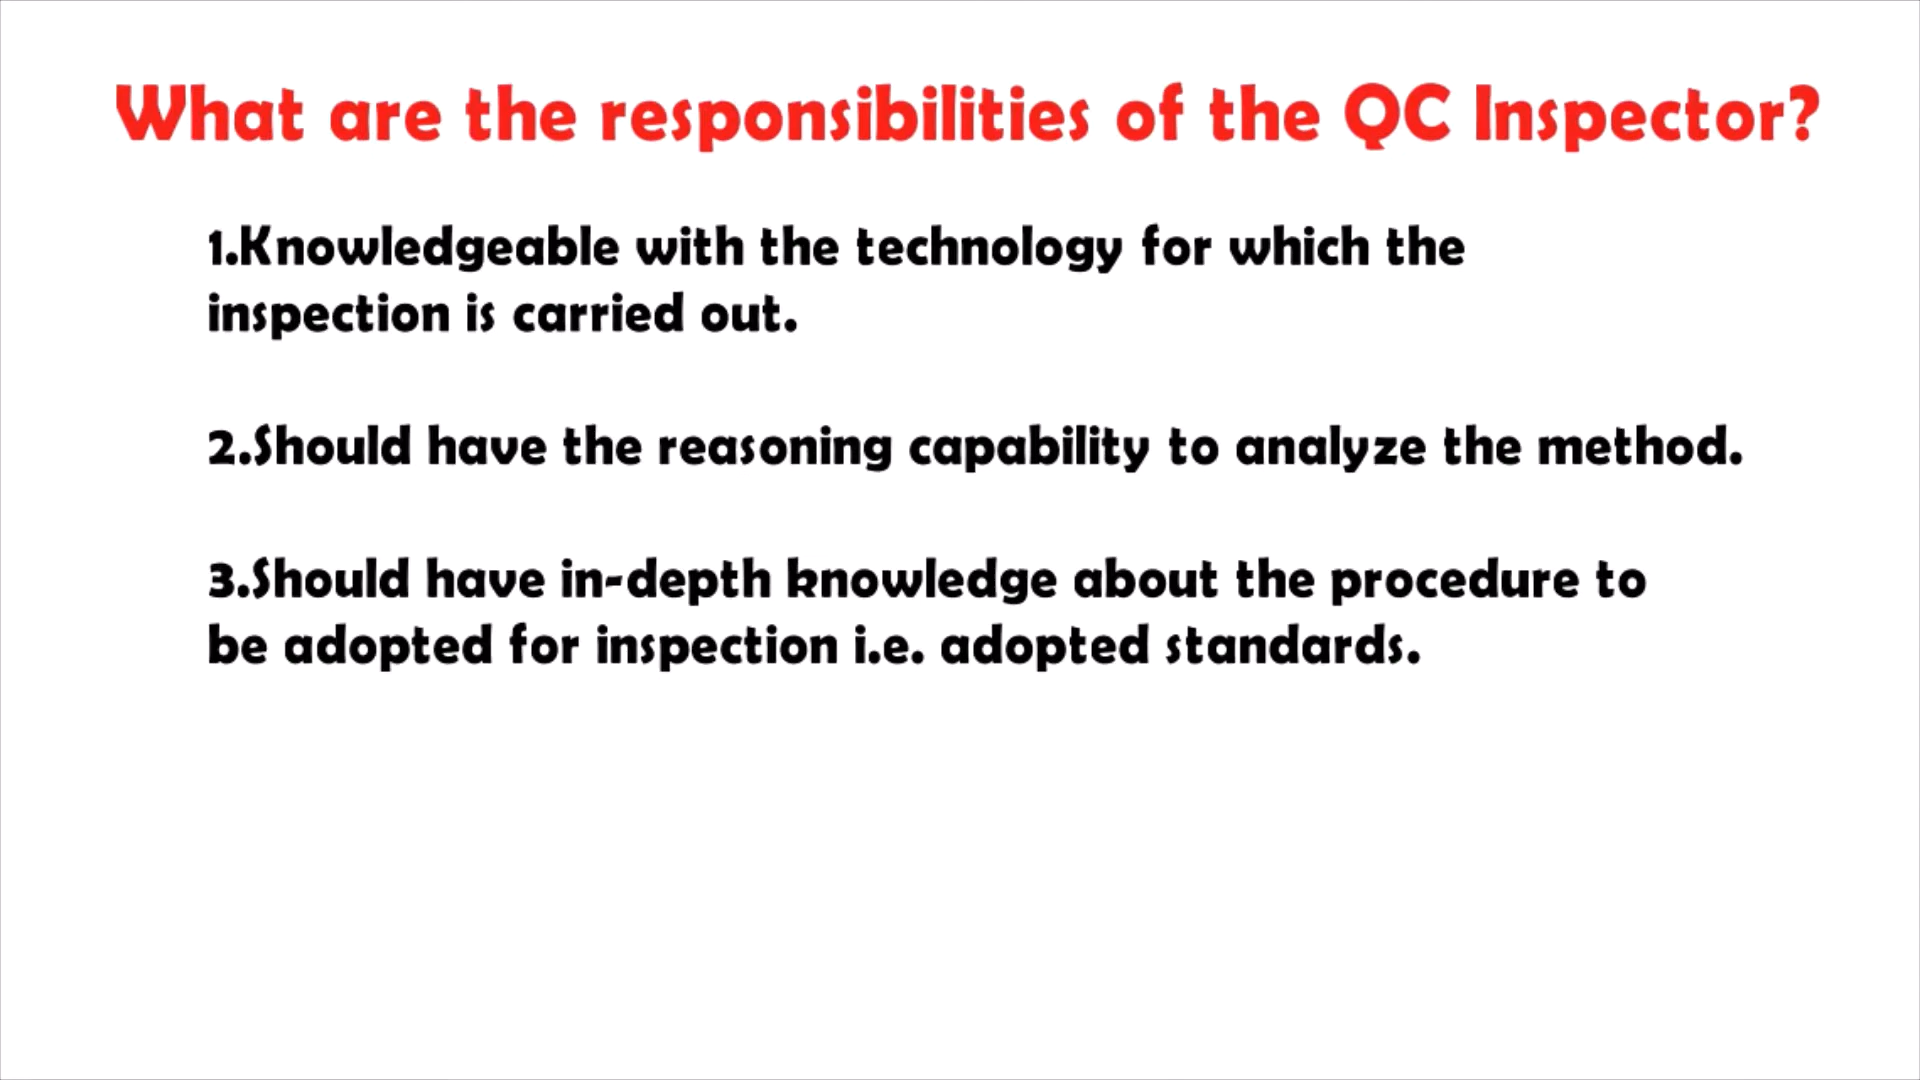 What are the responsibilities of the QC Inspector?
1.Knowledgeable with the technology for which the
inspection is carried out.
2.Should have the reasoning capability to analyze the method.
3.Should have in-depth knowledge about the procedure to
be adopted for inspection i.e. adopted standards.